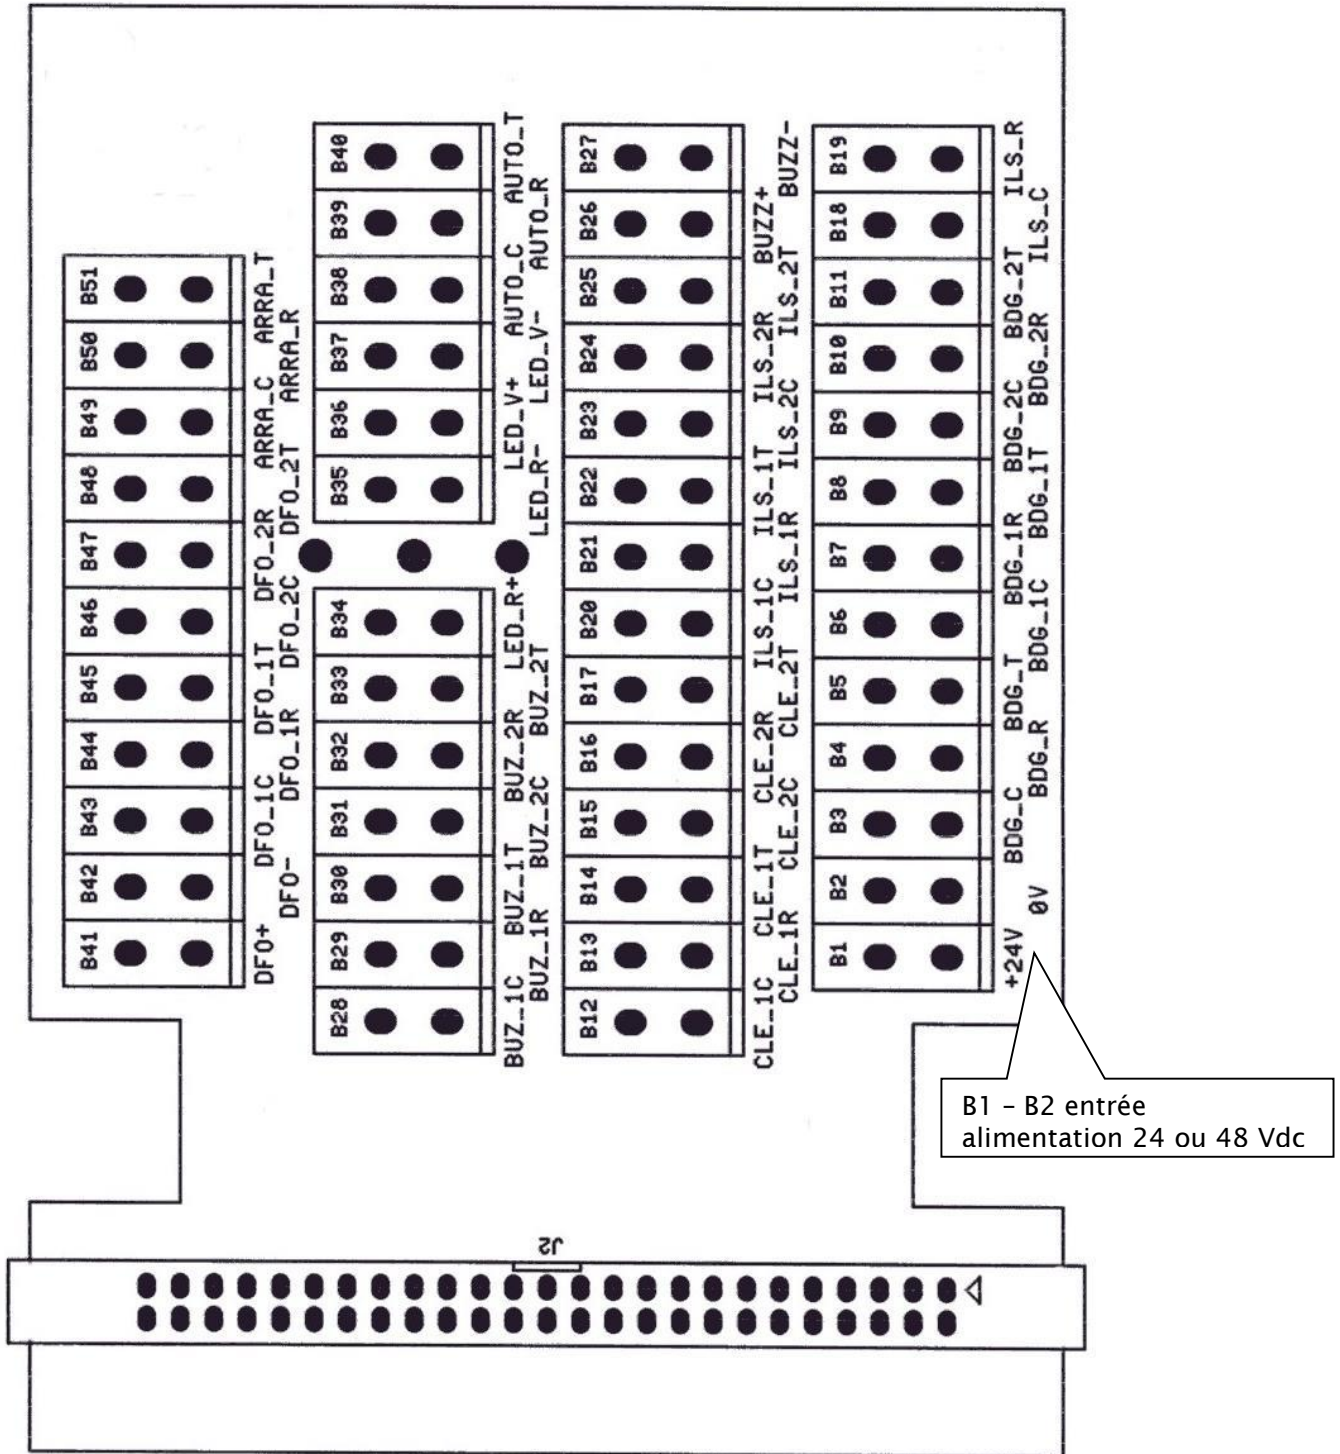 B51
B50
B49
B48
B47
B46
B45
B44
B43
B42
B41
DFO+ DFO_1C DFO_1T DFO_2R ARRA_C ARRA_T
DFO- DFO_1R DFO_2C DFO_2T ARRA_R
B40
B39
B38
B37
B36
B35
B34
B33
B32
B31
B30
B29
B28
BUZ_1C BUZ_1T BUZ_2R LED_R+ LED_V+ AUTO_C AUTO_T
BUZ_1R BUZ_2C BUZ_2T LED_R- LED_V- AUTO_R
B27
B26
B25
B24
B23
B22
B21
B20
B17
B16
B15
B14
B13
B12
CLE_1C CLE_1T CLE_2R ILS_1C ILS_1T ILS_2R BUZZ+
CLE_1R CLE_2C CLE_2T ILS_1R ILS_2C ILS_2T BUZZ-
B19
B18
B11
B10
B9
B8
B7
B6
B5
B4
B3
B2
B1
+24V BDG_C BDG_T BDG_1R BDG_2C BDG_2T ILS_R
0V BDG_R BDG_1C BDG_1T BDG_2R ILS_C
B1 – B2 entrée
alimentation 24 ou 48 Vdc
J2